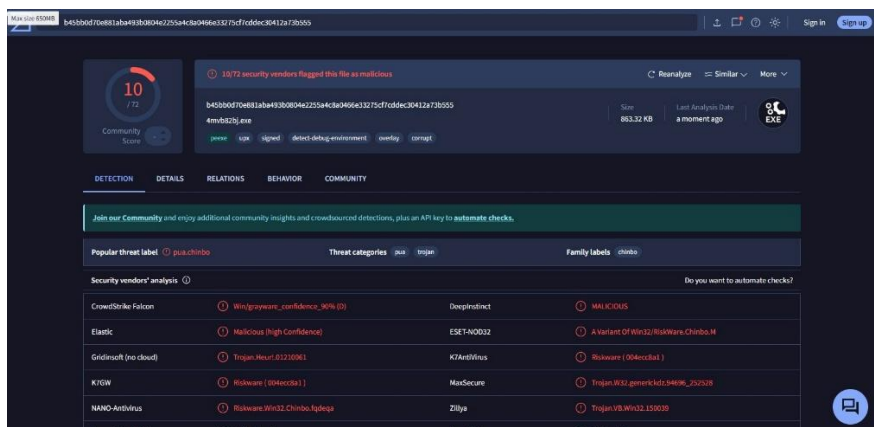 Max size 650MB
b45bb0d70e881aba493b0804e2255a4c8a0466e33275cf7cddec30412a73b555
Sign in
Sign up
10
/ 72
Community
Score
10/72 security vendors flagged this file as malicious
Reanalyze
Similar
More
b45bb0d70e881aba493b0804e2255a4c8a0466e33275cf7cddec30412a73b555
4mvb82bj.exe
peexe upx signed detect-debug-environment overlay corrupt
Size
863.32 KB
Last Analysis Date
a moment ago
EXE
DETECTION DETAILS RELATIONS BEHAVIOR COMMUNITY
Join our Community and enjoy additional community insights and crowdsourced detections, plus an API key to automate checks.
Popular threat label pua.chinbo Threat categories pua trojan Family labels chinbo
Security vendors' analysis Do you want to automate checks?
CrowdStrike Falcon Win/grayware_confidence_90% (D) DeepInstinct MALICIOUS
Elastic Malicious (high Confidence) ESET-NOD32 A Variant Of Win32/RiskWare.Chinbo.M
Gridinsoft (no cloud) Trojan.Heur!.01210961 K7AntiVirus Riskware ( 004ecc8a1 )
K7GW Riskware ( 004ecc8a1 ) MaxSecure Trojan.W32.generickdz.94696_252528
NANO-Antivirus Riskware.Win32.Chinbo.fqdeqa Zillya Trojan.VB.Win32.150039